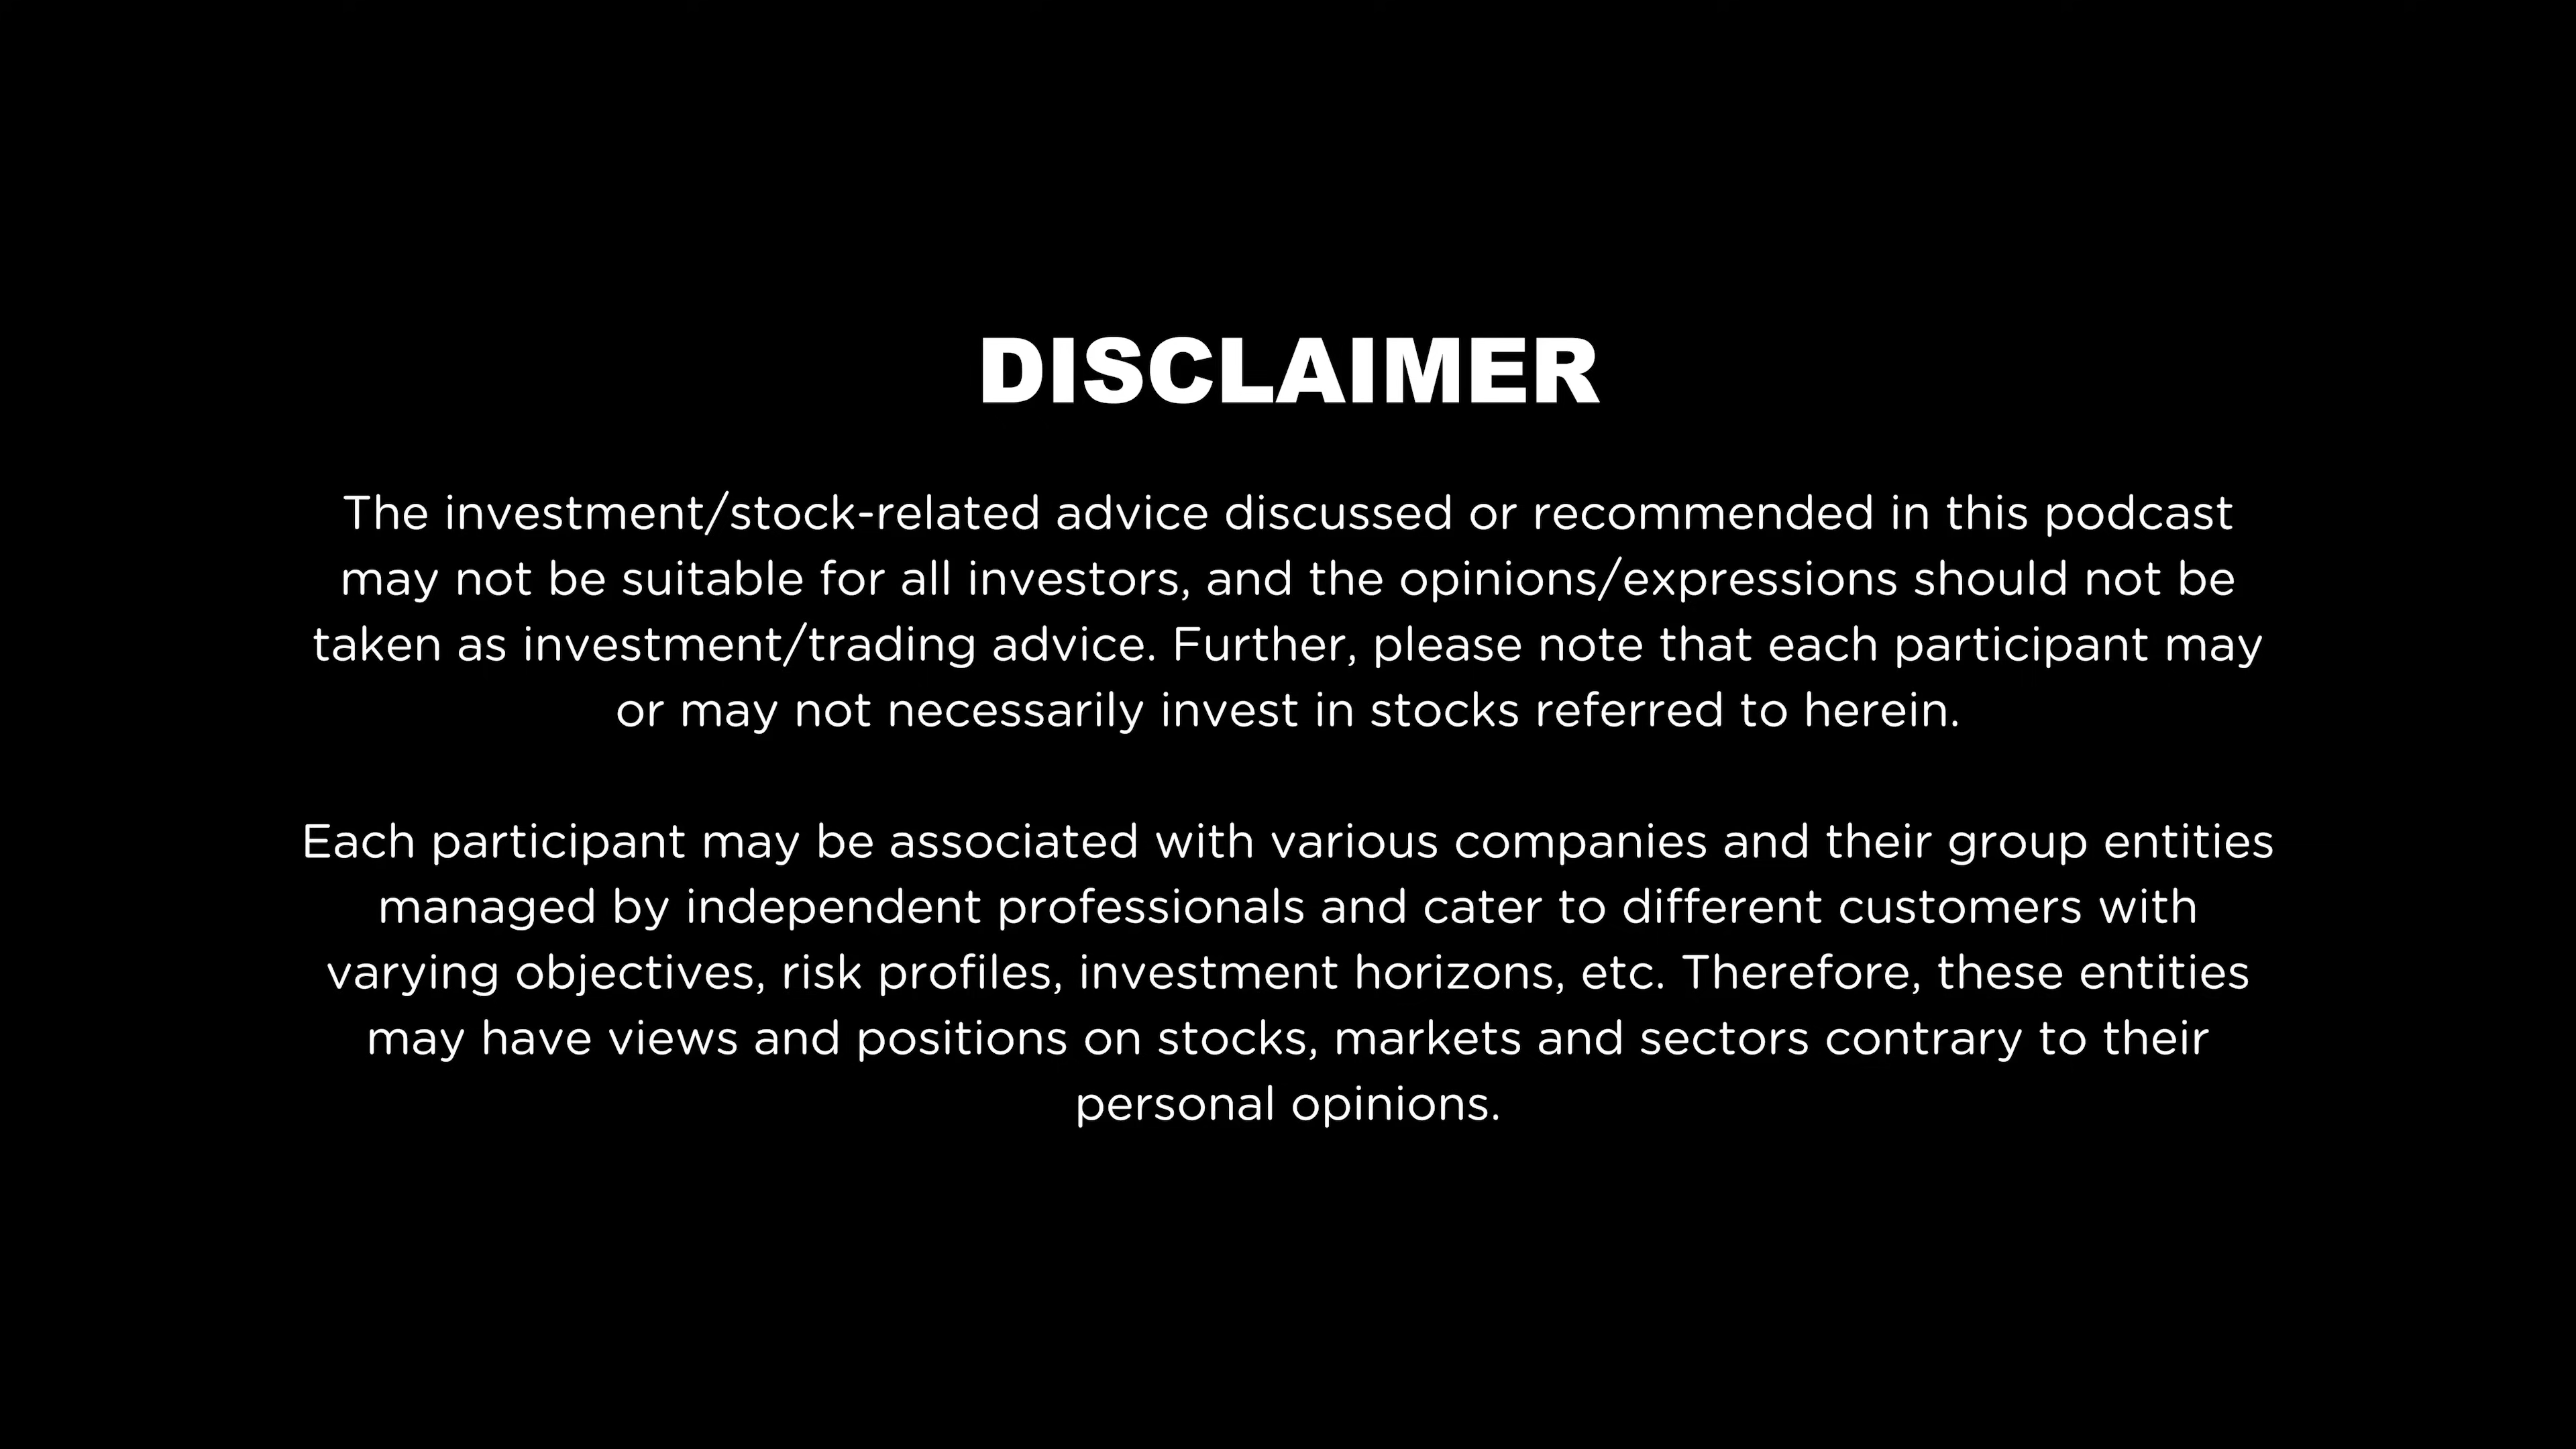 DISCLAIMER
The investment/stock-related advice discussed or recommended in this podcast
may not be suitable for all investors, and the opinions/expressions should not be
taken as investment/trading advice. Further, please note that each participant may
or may not necessarily invest in stocks referred to herein.
Each participant may be associated with various companies and their group entities
managed by independent professionals and cater to different customers with
varying objectives, risk profiles, investment horizons, etc. Therefore, these entities
may have views and positions on stocks, markets and sectors contrary to their
personal opinions.